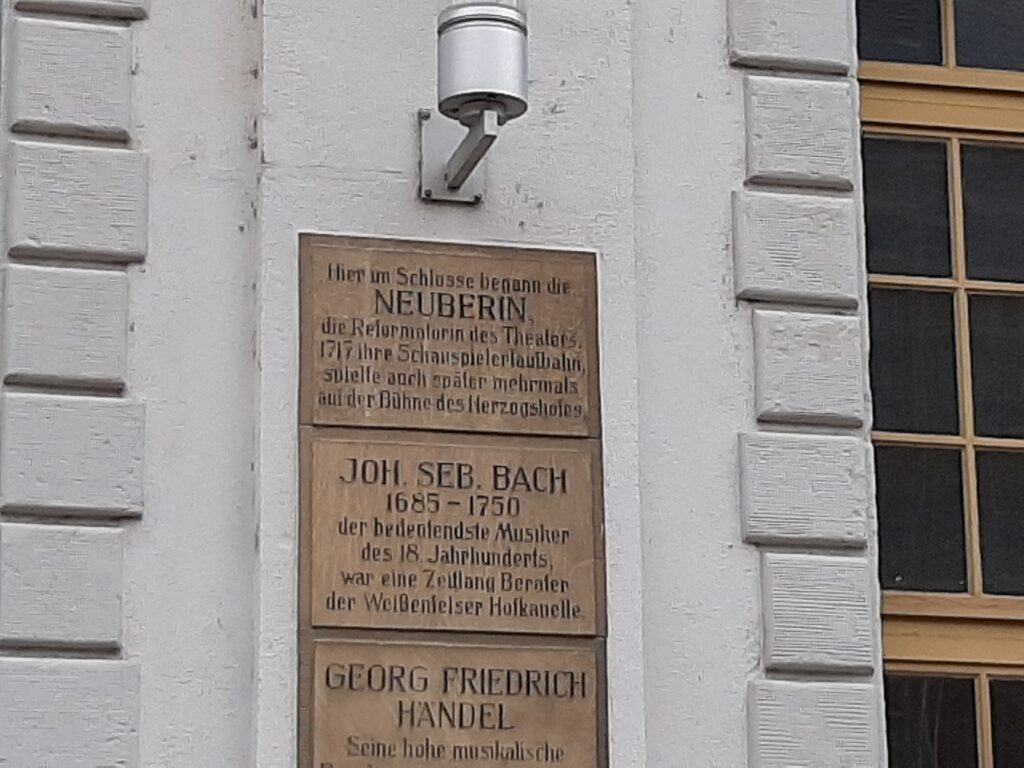 Hier im Schlosse begann die
NEUBERIN,
die Reformatorin des Theaters,
1717 ihre Schauspielerlaufbahn,
spielte auch später mehrmals
auf der Bühne des Herzogshofes.
JOH. SEB. BACH
1685 – 1750
der bedeutendste Musiker
des 18. Jahrhunderts,
war eine Zeitlang Berater
der Weißenfelser Hofkapelle.
GEORG FRIEDRICH
HÄNDEL
Seine hohe musikalische